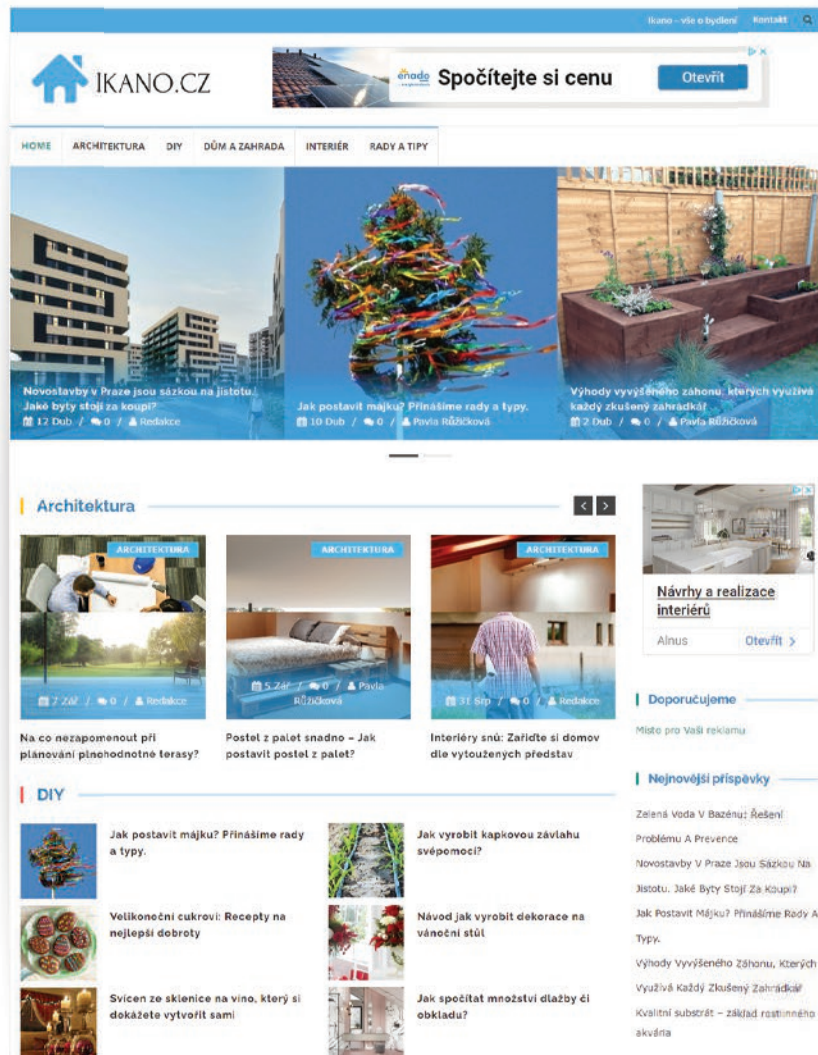 Ikano – vše o bydlení Kontakt
IKANO.CZ
enado
Spočítejte si cenu
Otevřít
HOME ARCHITEKTURA DIY DŮM A ZAHRADA INTERIÉR RADY A TIPY
Novostavby v Praze jsou sázkou na jistotu.
Jaké byty stojí za koupi?
12 Dub / 0 / Redakce
Jak postavit májku? Přinášíme rady a typy.
10 Dub / 0 / Pavla Růžičková
Výhody vyvýšeného záhonu, kterých využívá
každý zkušený zahrádkář
2 Dub / 0 / Pavla Růžičková
Architektura
ARCHITEKTURA
7 Zář / 0 / Redakce
Na co nezapomenout při
plánování plnohodnotné terasy?
ARCHITEKTURA
5 Zář / 0 / Pavla
Růžičková
Postel z palet snadno – Jak
postavit postel z palet?
ARCHITEKTURA
31 Srp / 0 / Redakce
Interiéry snů: Zařiďte si domov
dle vytoužených představ
DIY
Jak postavit májku? Přinášíme rady
a typy.
Velikonoční cukroví: Recepty na
nejlepší dobroty
Svícen ze sklenice na víno, který si
dokážete vytvořit sami
Jak vyrobit kapkovou závlahu
svépomocí?
Návod jak vyrobit dekorace na
vánoční stůl
Jak spočítat množství dlažby či
obkladu?
Návrhy a realizace
interiérů
Alnus Otevřít
Doporučujeme
Místo pro Vaši reklamu
Nejnovější příspěvky
Zelená Voda V Bazénu: Řešení
Problému A Prevence
Novostavby V Praze Jsou Sázkou Na
Jistotu. Jaké Byty Stojí Za Koupi?
Jak Postavit Májku? Přinášíme Rady A
Typy.
Výhody Vyvýšeného Záhonu, Kterých
Využívá Každý Zkušený Zahrádkář
Kvalitní substrát – základ rostlinného
akvária